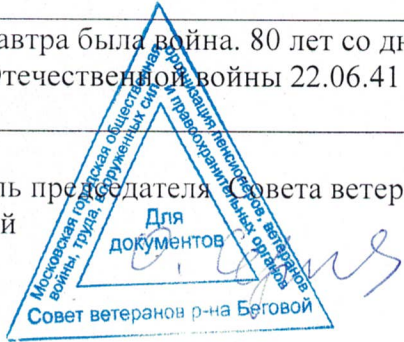 автра была война. 80 лет со дн
Отечественной войны 22.06.41
ль председателя Совета ветер
й
Московская городская общественная
организация пенсионеров, ветеранов
войны, труда, вооруженных сил
и правоохранительных органов
Для
документов
Совет ветеранов р-на Беговой